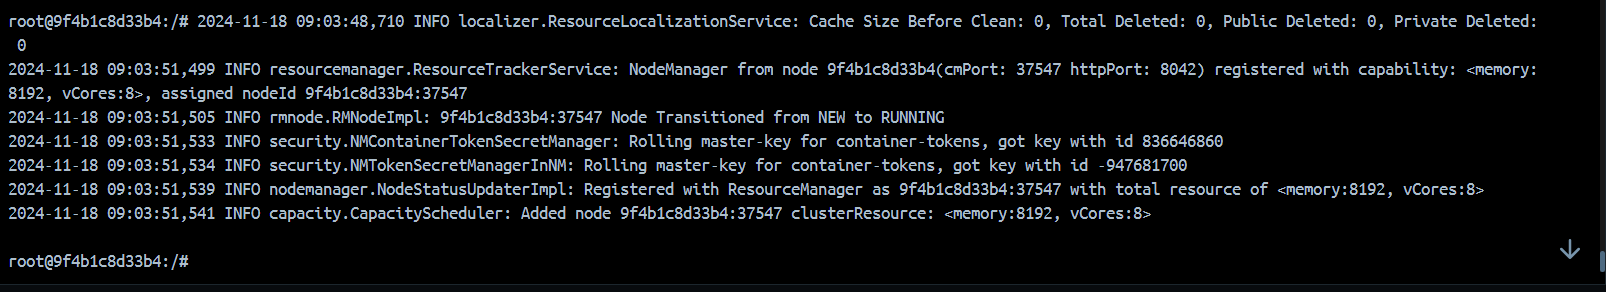 root@9f4b1c8d33b4:/# 2024-11-18 09:03:48,710 INFO localizer.ResourceLocalizationService: Cache Size Before Clean: 0, Total Deleted: 0, Public Deleted: 0, Private Deleted:
 0
2024-11-18 09:03:51,499 INFO resourcemanager.ResourceTrackerService: NodeManager from node 9f4b1c8d33b4(cmPort: 37547 httpPort: 8042) registered with capability: <memory:
8192, vCores:8>, assigned nodeId 9f4b1c8d33b4:37547
2024-11-18 09:03:51,505 INFO rmnode.RMNodeImpl: 9f4b1c8d33b4:37547 Node Transitioned from NEW to RUNNING
2024-11-18 09:03:51,533 INFO security.NMContainerTokenSecretManager: Rolling master-key for container-tokens, got key with id 836646860
2024-11-18 09:03:51,534 INFO security.NMTokenSecretManagerInNM: Rolling master-key for container-tokens, got key with id -947681700
2024-11-18 09:03:51,539 INFO nodemanager.NodeStatusUpdaterImpl: Registered with ResourceManager as 9f4b1c8d33b4:37547 with total resource of <memory:8192, vCores:8>
2024-11-18 09:03:51,541 INFO capacity.CapacityScheduler: Added node 9f4b1c8d33b4:37547 clusterResource: <memory:8192, vCores:8>
root@9f4b1c8d33b4:/#